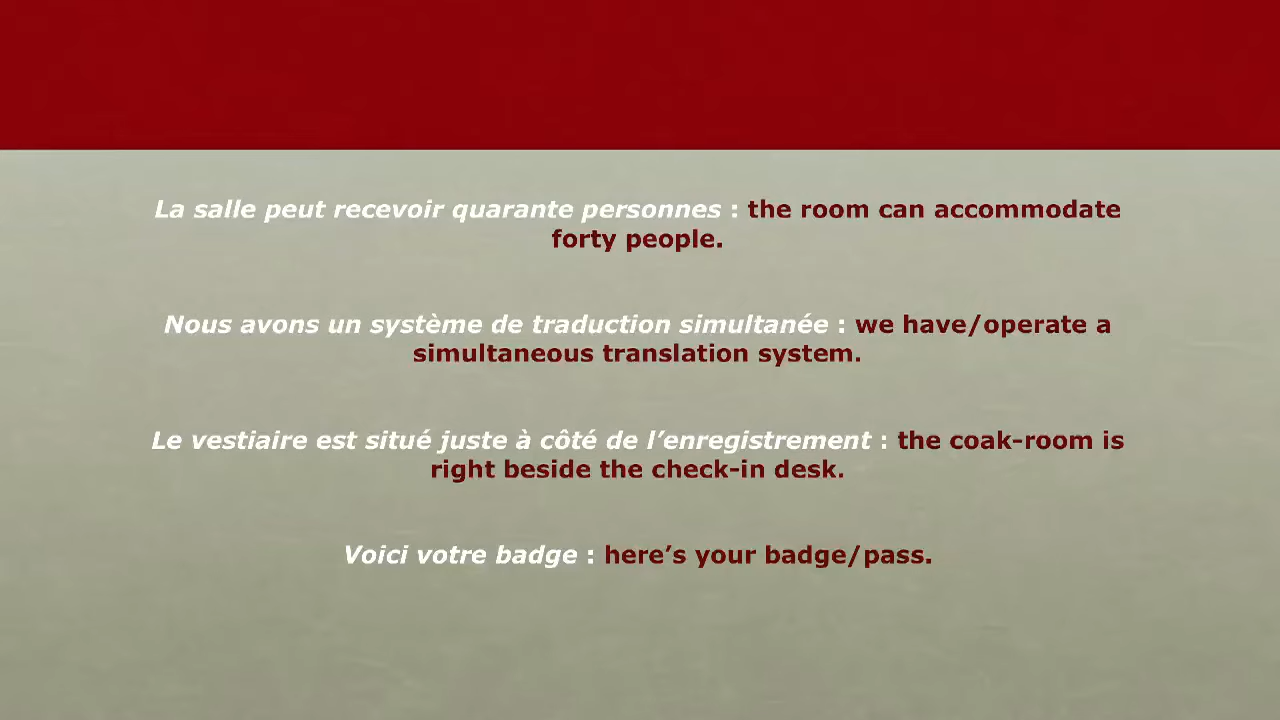 La salle peut recevoir quarante personnes : the room can accommodate
forty people.
Nous avons un système de traduction simultanée : we have/operate a
simultaneous translation system.
Le vestiaire est situé juste à côté de l’enregistrement : the coak-room is
right beside the check-in desk.
Voici votre badge : here’s your badge/pass.